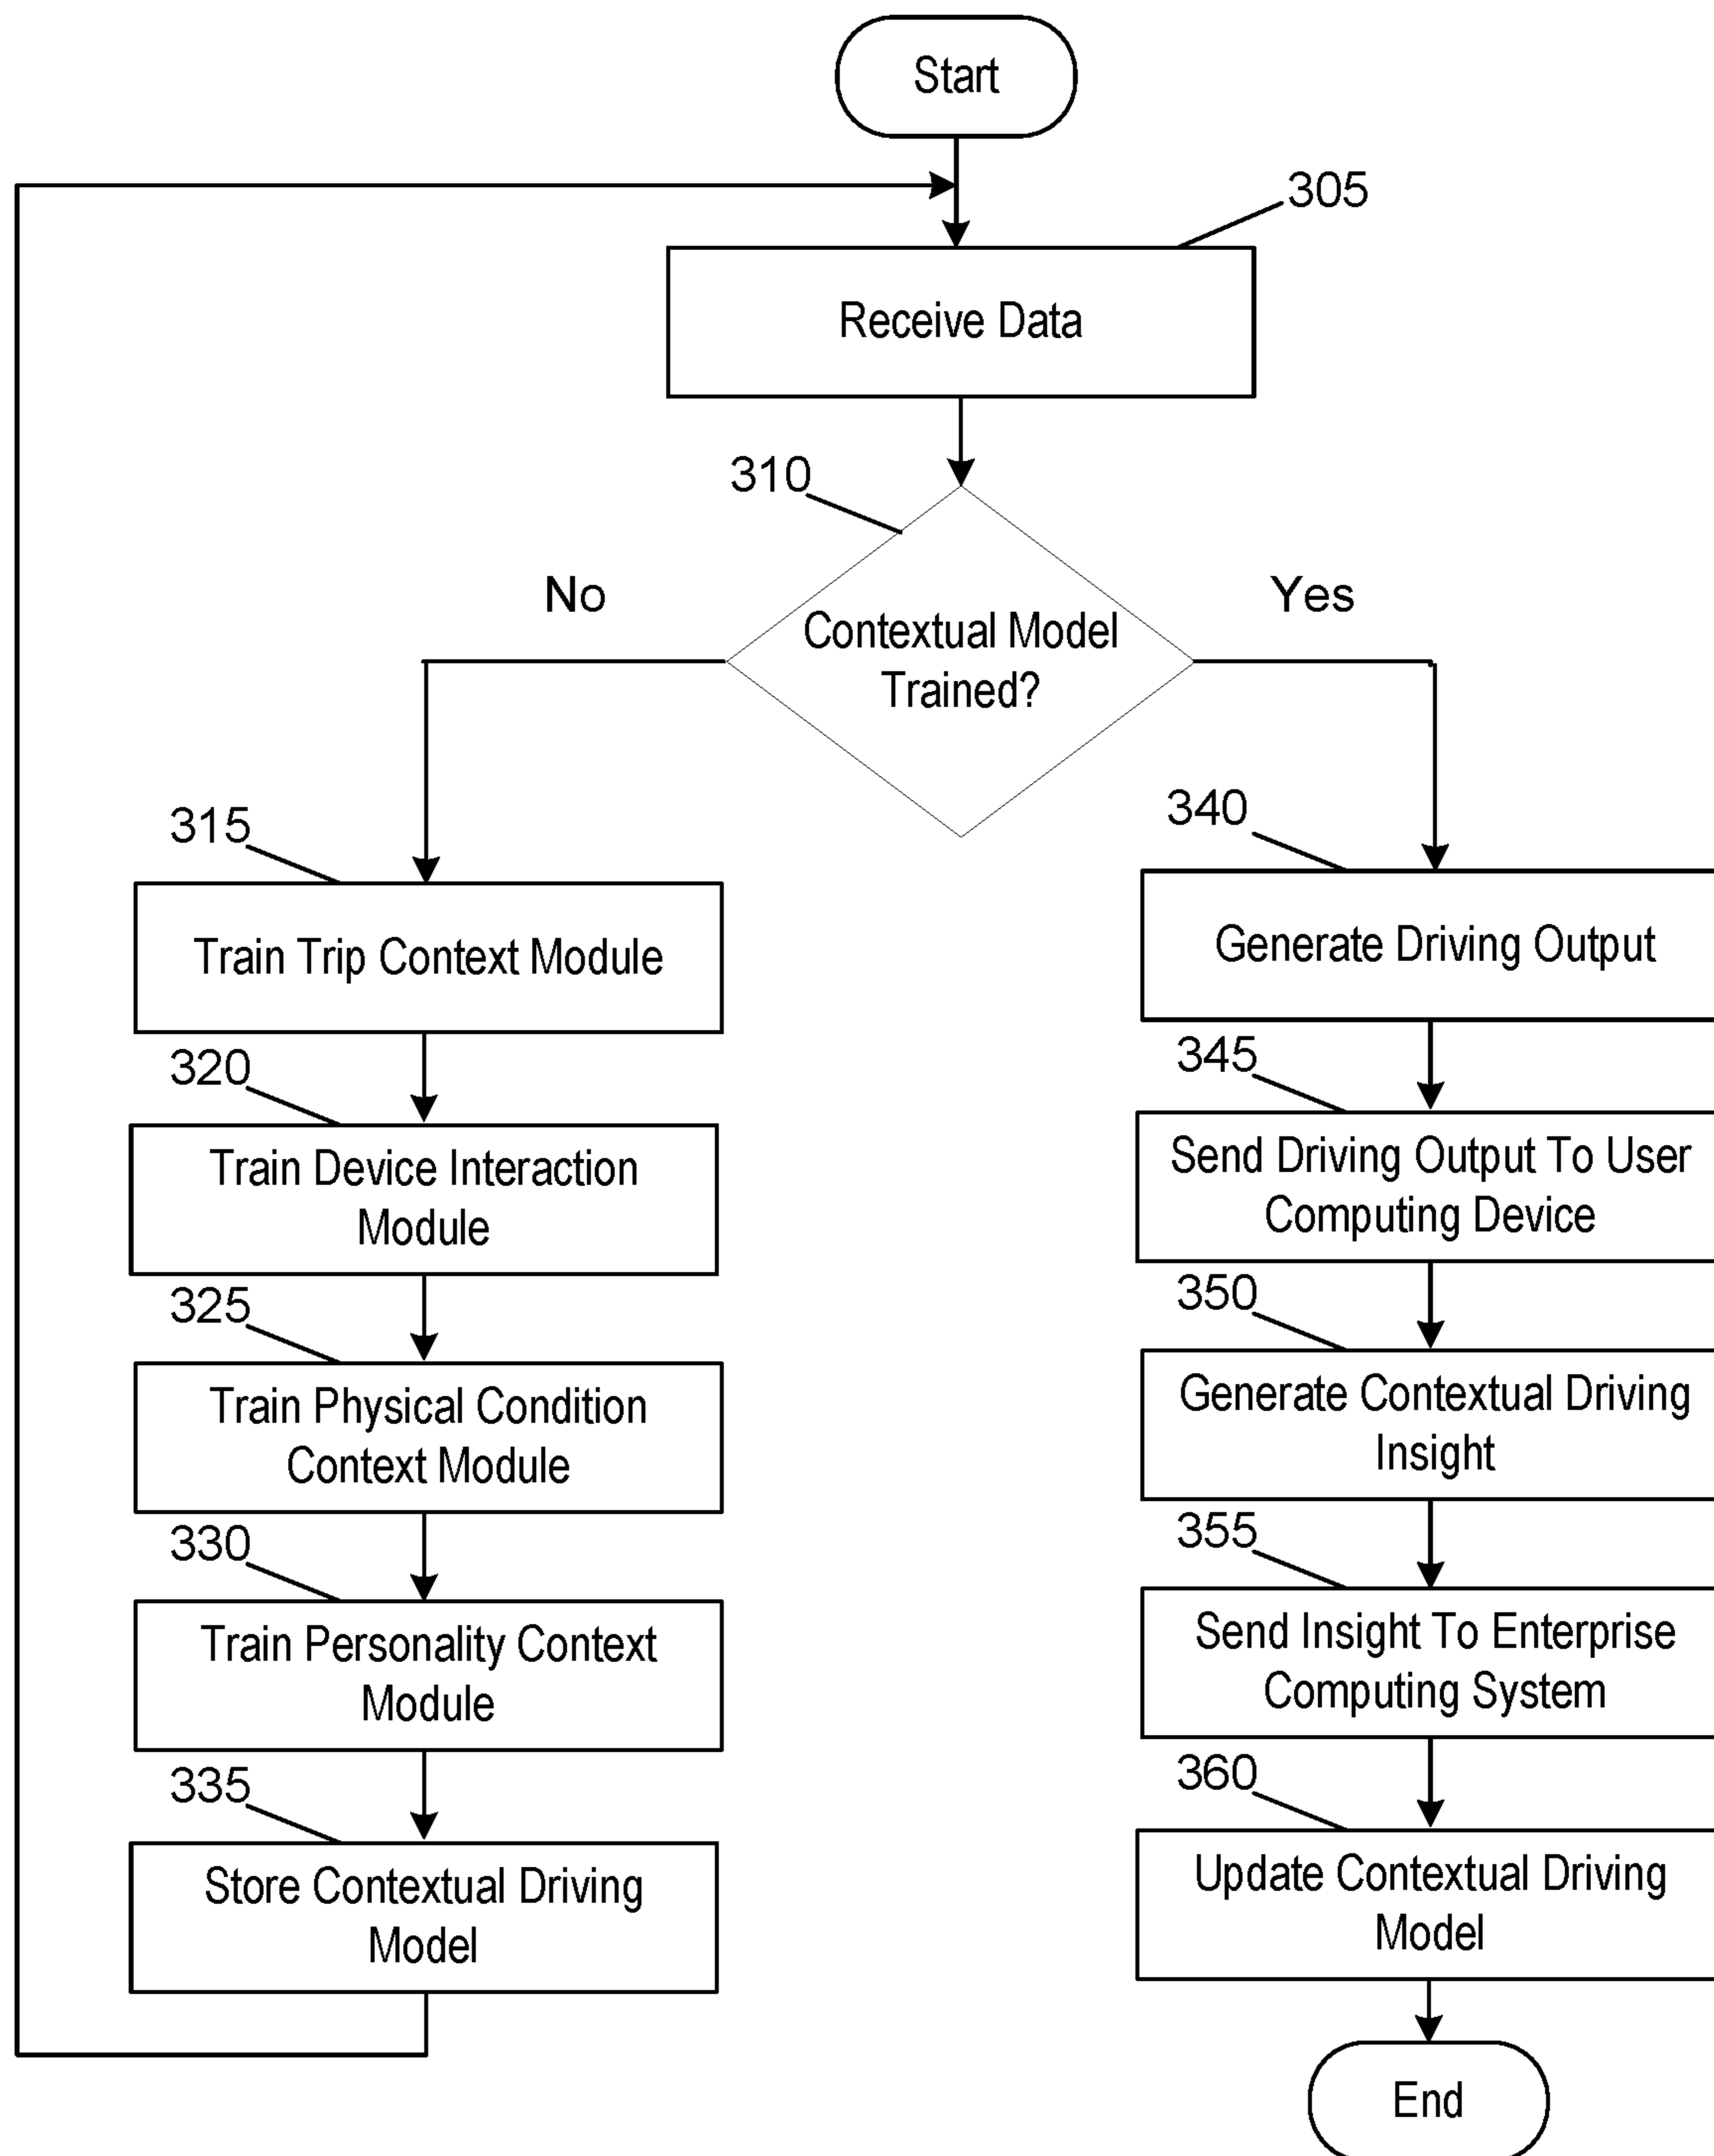 Start
305
Receive Data
310
No
Yes
Contextual Model
Trained?
315
Train Trip Context Module
320
Train Device Interaction
Module
325
Train Physical Condition
Context Module
330
Train Personality Context
Module
335
Store Contextual Driving
Model
340
Generate Driving Output
345
Send Driving Output To User
Computing Device
350
Generate Contextual Driving
Insight
355
Send Insight To Enterprise
Computing System
360
Update Contextual Driving
Model
End